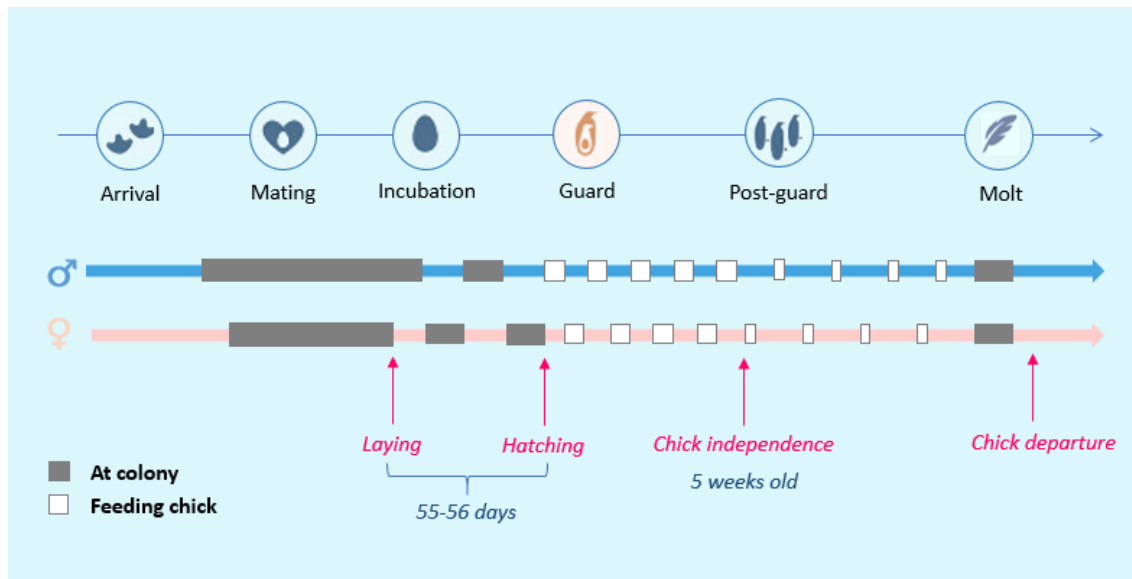 Arrival
Mating
Incubation
Guard
Post-guard
Molt
♂
♀
Laying
Hatching
Chick independence
Chick departure
5 weeks old
55-56 days
At colony
Feeding chick